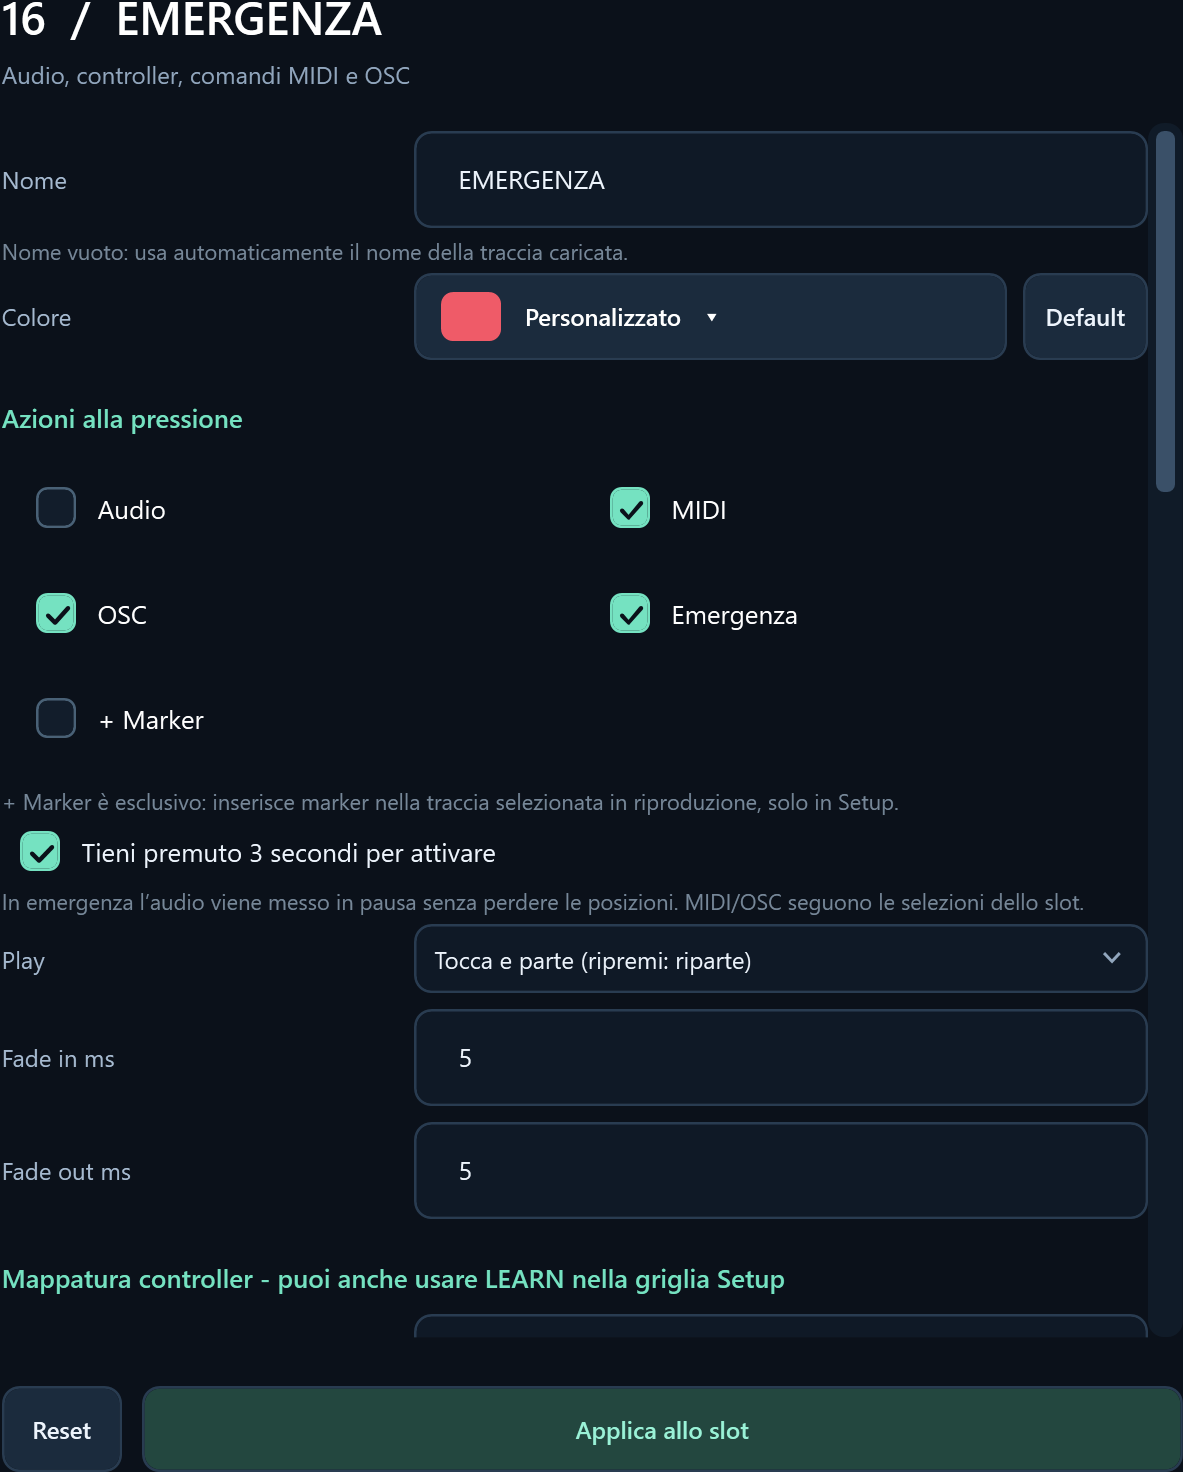 16 / EMERGENZA
Audio, controller, comandi MIDI e OSC
Nome
EMERGENZA
Nome vuoto: usa automaticamente il nome della traccia caricata.
Colore
Personalizzato ▼
Default
Azioni alla pressione
Audio
MIDI
OSC
Emergenza
+ Marker
+ Marker è esclusivo: inserisce marker nella traccia selezionata in riproduzione, solo in Setup.
Tieni premuto 3 secondi per attivare
In emergenza l’audio viene messo in pausa senza perdere le posizioni. MIDI/OSC seguono le selezioni dello slot.
Play
Tocca e parte (ripremi: riparte)
Fade in ms
5
Fade out ms
5
Mappatura controller - puoi anche usare LEARN nella griglia Setup
Reset
Applica allo slot